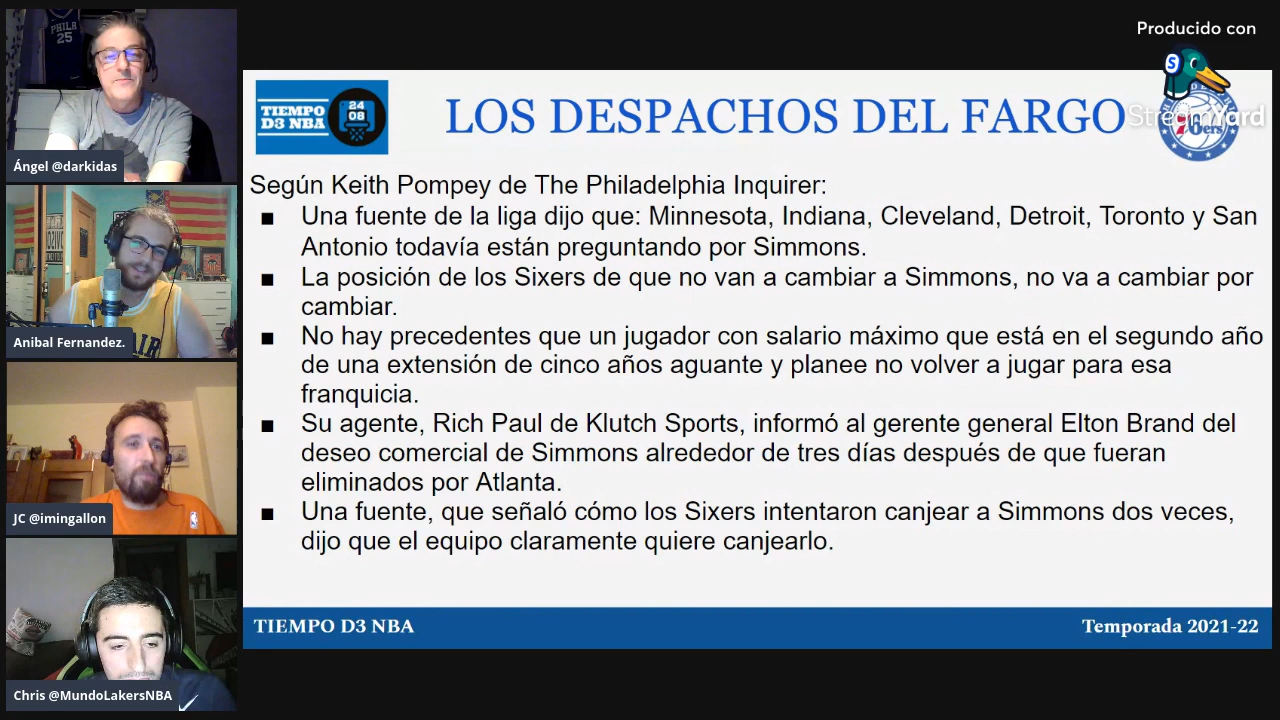 PHILA
25
Ángel @darkidas
Anibal Fernandez.
JC @imingallon
Chris @MundoLakersNBA
Producido con
StreamYard
TIEMPO
D3 NBA
24
08
LOS DESPACHOS DEL FARGO
76ers
Según Keith Pompey de The Philadelphia Inquirer:
■ Una fuente de la liga dijo que: Minnesota, Indiana, Cleveland, Detroit, Toronto y San
Antonio todavía están preguntando por Simmons.
■ La posición de los Sixers de que no van a cambiar a Simmons, no va a cambiar por
cambiar.
■ No hay precedentes que un jugador con salario máximo que está en el segundo año
de una extensión de cinco años aguante y planee no volver a jugar para esa
franquicia.
■ Su agente, Rich Paul de Klutch Sports, informó al gerente general Elton Brand del
deseo comercial de Simmons alrededor de tres días después de que fueran
eliminados por Atlanta.
■ Una fuente, que señaló cómo los Sixers intentaron canjear a Simmons dos veces,
dijo que el equipo claramente quiere canjearlo.
TIEMPO D3 NBA
Temporada 2021-22